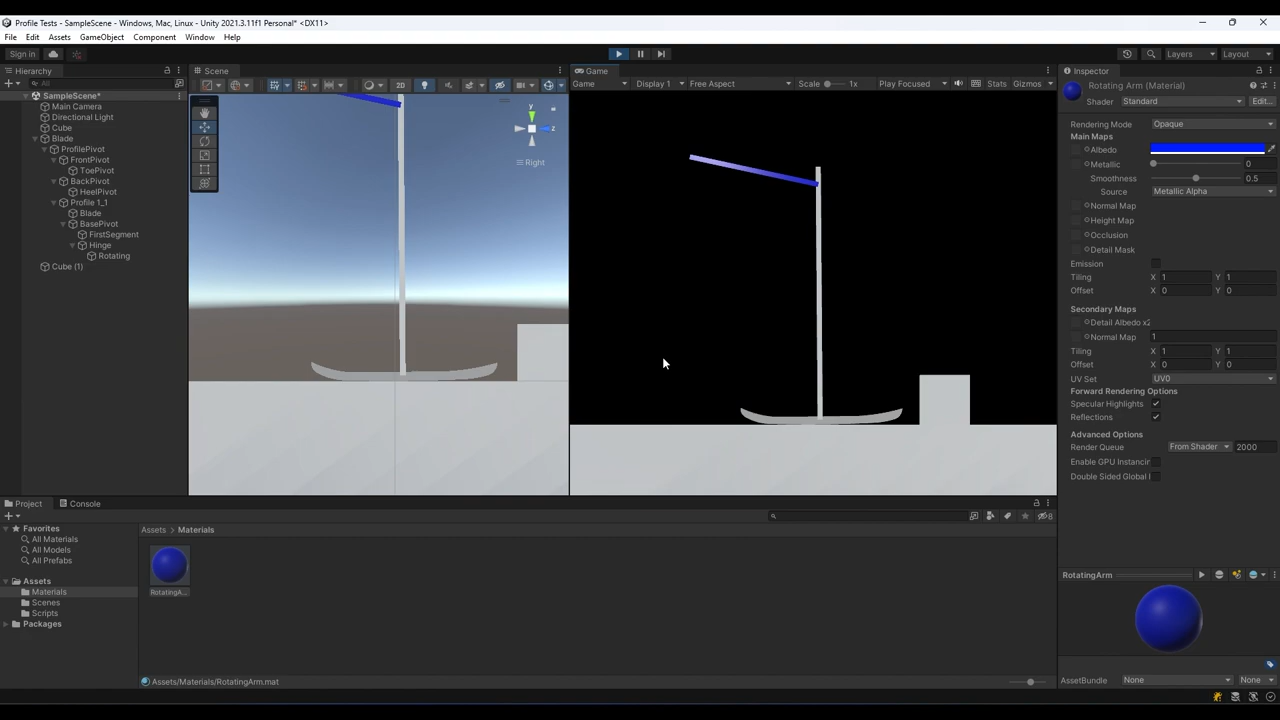 Profile Tests - SampleScene - Windows, Mac, Linux - Unity 2021.3.11f1 Personal* <DX11>
File Edit Assets GameObject Component Window Help
Sign in Layers Layout
Hierarchy
All
SampleScene*
Main Camera
Directional Light
Cube
Blade
ProfilePivot
FrontPivot
ToePivot
BackPivot
HeelPivot
Profile 1_1
Blade
BasePivot
FirstSegment
Hinge
Rotating
Cube (1)
Scene
2D
y
z
Right
Game
Game Display 1 Free Aspect Scale 1x Play Focused Stats Gizmos
Inspector
Rotating Arm (Material)
Shader Standard Edit...
Rendering Mode Opaque
Main Maps
Albedo
Metallic 0
Smoothness 0.5
Source Metallic Alpha
Normal Map
Height Map
Occlusion
Detail Mask
Emission
Tiling X 1 Y 1
Offset X 0 Y 0
Secondary Maps
Detail Albedo x2
Normal Map 1
Tiling X 1 Y 1
Offset X 0 Y 0
UV Set UV0
Forward Rendering Options
Specular Highlights
Reflections
Advanced Options
Render Queue From Shader 2000
Enable GPU Instancin
Double Sided Global I
RotatingArm
AssetBundle None None
Project Console
8
Favorites
All Materials
All Models
All Prefabs
Assets
Materials
Scenes
Scripts
Packages
Assets > Materials
RotatingA...
Assets/Materials/RotatingArm.mat